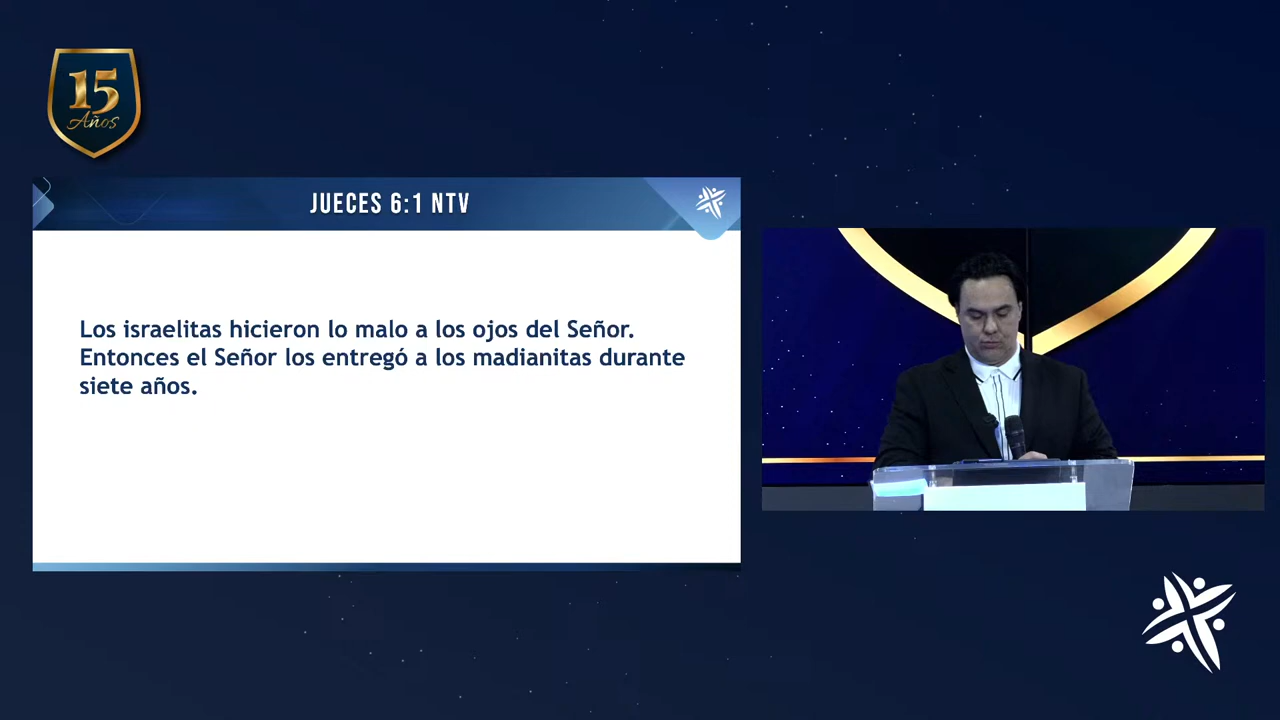 15
Años
JUECES 6:1 NTV
Los israelitas hicieron lo malo a los ojos del Señor.
Entonces el Señor los entregó a los madianitas durante
siete años.